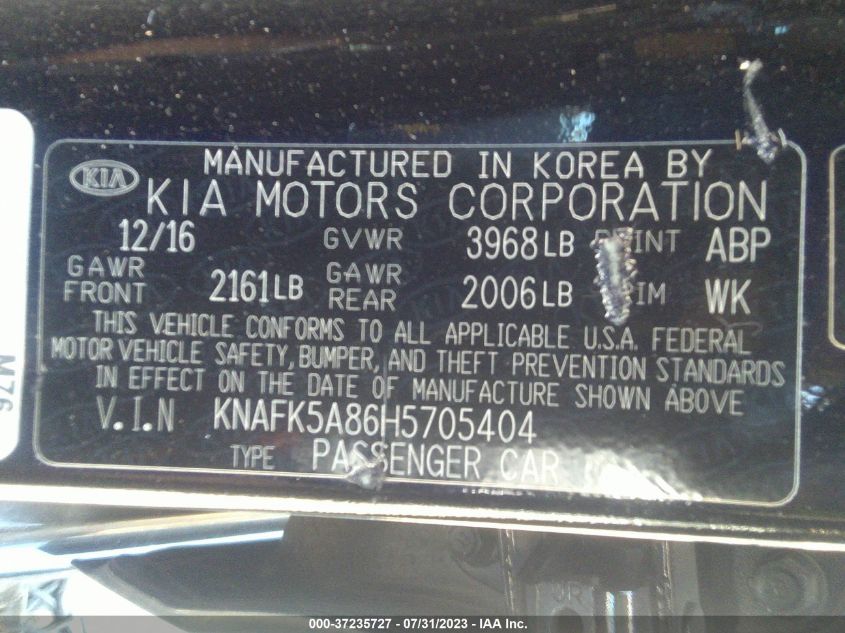 KIA
MANUFACTURED IN KOREA BY
KIA MOTORS CORPORATION
12/16 GVWR 3968LB ABP
GAWR FRONT 2161LB GAWR REAR 2006LB WK
THIS VEHICLE CONFORMS TO ALL APPLICABLE U.S.A. FEDERAL
MOTOR VEHICLE SAFETY, BUMPER, AND THEFT PREVENTION STANDARDS
IN EFFECT ON THE DATE OF MANUFACTURE SHOWN ABOVE
V.I.N KNAFK5A86H5705404
TYPE PASSENGER CAR
M76
000-37235727 - 07/31/2023 - IAA Inc.